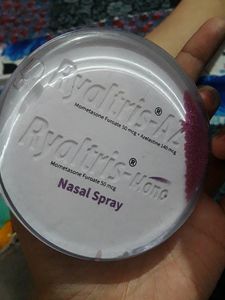 Ryaltris®-AZ
Mometasone Furoate 50 mcg + Azelastine 140 mcg
Ryaltris®-Mono
Mometasone Furoate 50 mcg
Nasal Spray